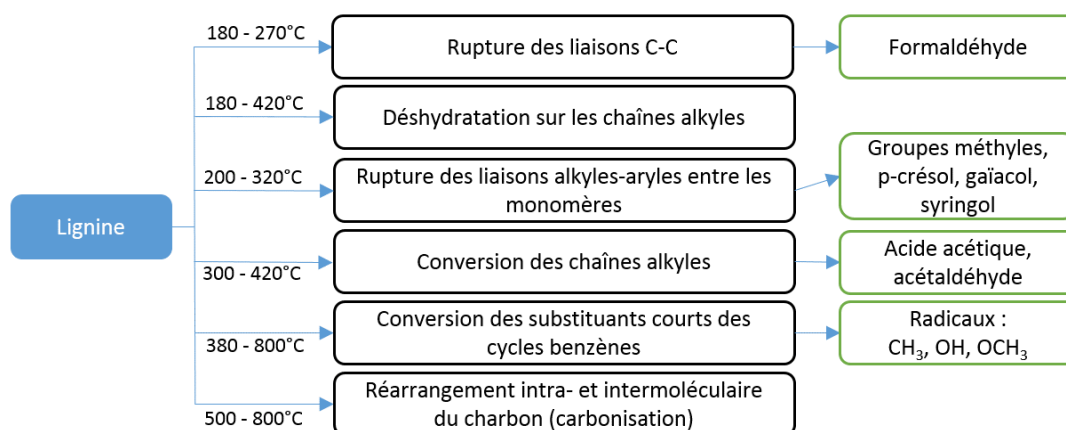 180 - 270°C
Rupture des liaisons C-C
Formaldéhyde
180 - 420°C
Déshydratation sur les chaînes alkyles
200 - 320°C
Rupture des liaisons alkyles-aryles entre les
monomères
Groupes méthyles,
p-crésol, gaïacol,
syringol
Lignine
300 - 420°C
Conversion des chaînes alkyles
Acide acétique,
acétaldéhyde
380 - 800°C
Conversion des substituants courts des
cycles benzènes
Radicaux :
CH₃, OH, OCH₃
500 - 800°C
Réarrangement intra- et intermoléculaire
du charbon (carbonisation)